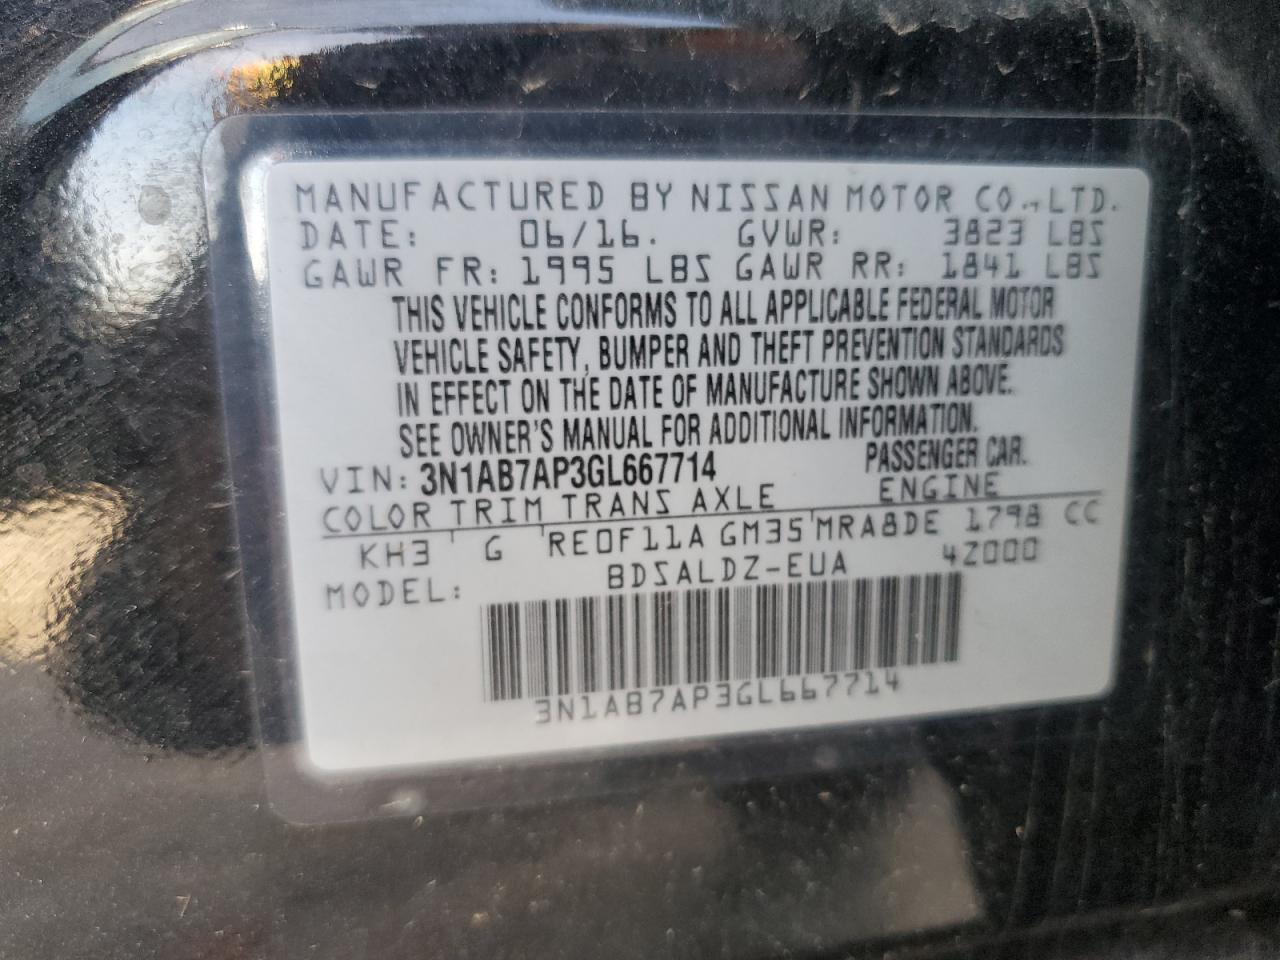 MANUFACTURED BY NISSAN MOTOR CO., LTD.
DATE: 06/16. GVWR: 3823 LBS
GAWR FR: 1995 LBS GAWR RR: 1841 LBS
THIS VEHICLE CONFORMS TO ALL APPLICABLE FEDERAL MOTOR
VEHICLE SAFETY, BUMPER AND THEFT PREVENTION STANDARDS
IN EFFECT ON THE DATE OF MANUFACTURE SHOWN ABOVE.
SEE OWNER'S MANUAL FOR ADDITIONAL INFORMATION.
VIN: 3N1AB7AP3GL667714 PASSENGER CAR.
COLOR TRIM TRANS AXLE ENGINE
KH3 G RE0F11A GM35 MRA8DE 1798 CC
MODEL: BDSALDZ-EUA 4Z000
3N1AB7AP3GL667714